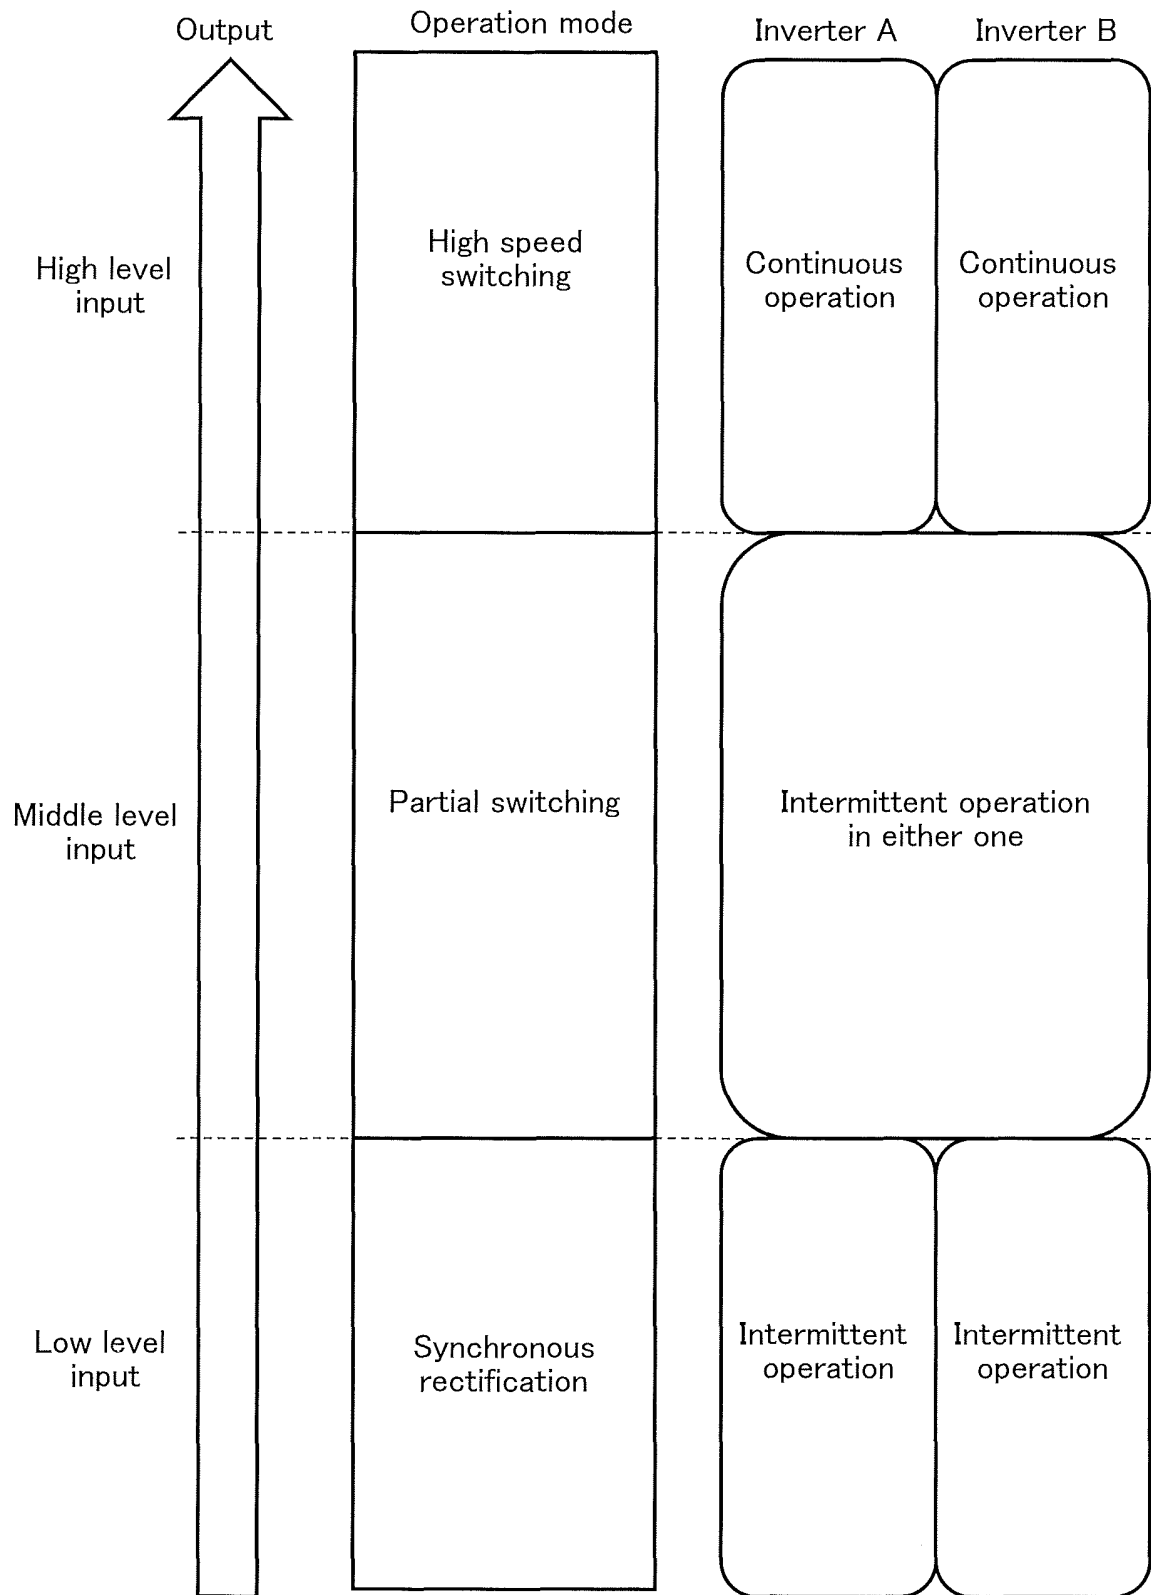 Output
Operation mode
Inverter A
Inverter B
High level
input
High speed
switching
Continuous
operation
Continuous
operation
Middle level
input
Partial switching
Intermittent operation
in either one
Low level
input
Synchronous
rectification
Intermittent
operation
Intermittent
operation